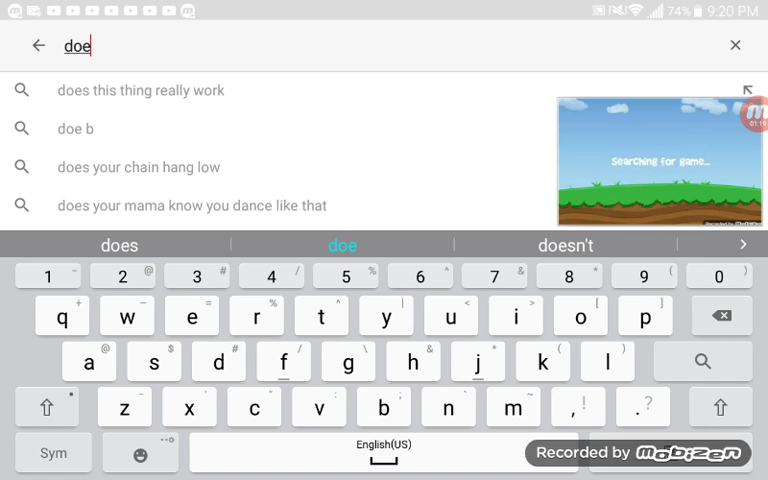 74% 9:20 PM
doe
does this thing really work
doe b
does your chain hang low
does your mama know you dance like that
01:15
Searching for game...
does doe doesn't
1 2 @ 3 # 4 / 5 % 6 ^ 7 & 8 * 9 ( 0 )
q + w e = r % t ^ y | u < i > o [ p ]
a @ s $ d # f / g \ h & j * k ( l )
z x c v : b ; n m ~ , ! . ?
Sym English(US)
Recorded by mobizen